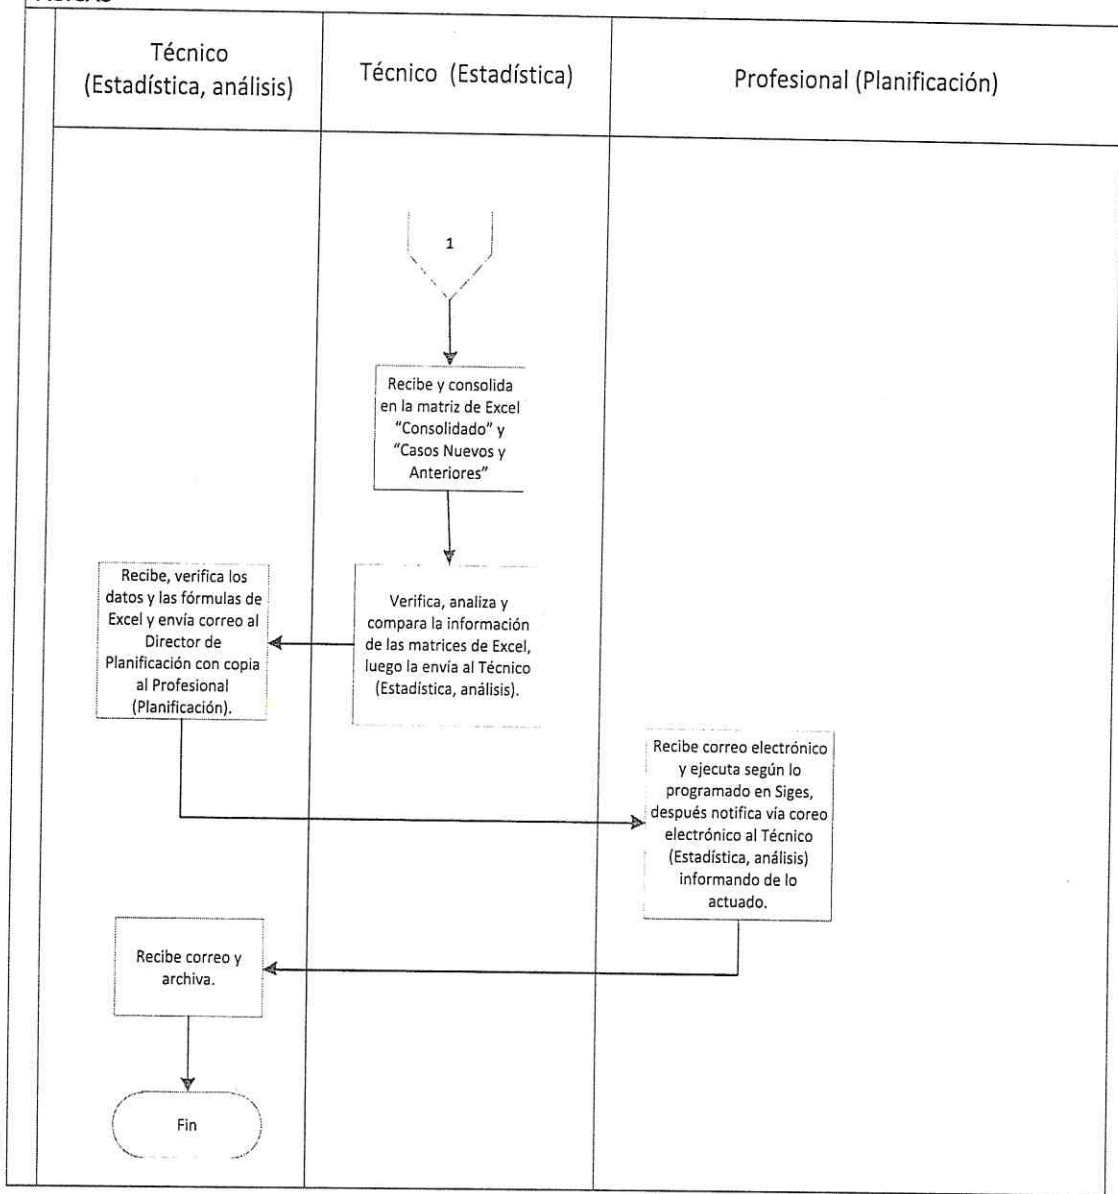 Técnico
(Estadística, análisis)
Técnico (Estadística)
Profesional (Planificación)
1
Recibe y consolida
en la matriz de Excel
“Consolidado” y
“Casos Nuevos y
Anteriores”
Verifica, analiza y
compara la información
de las matrices de Excel,
luego la envía al Técnico
(Estadística, análisis).
Recibe, verifica los
datos y las fórmulas de
Excel y envía correo al
Director de
Planificación con copia
al Profesional
(Planificación).
Recibe correo electrónico
y ejecuta según lo
programado en Siges,
después notifica vía coreo
electrónico al Técnico
(Estadística, análisis)
informando de lo
actuado.
Recibe correo y
archiva.
Fin